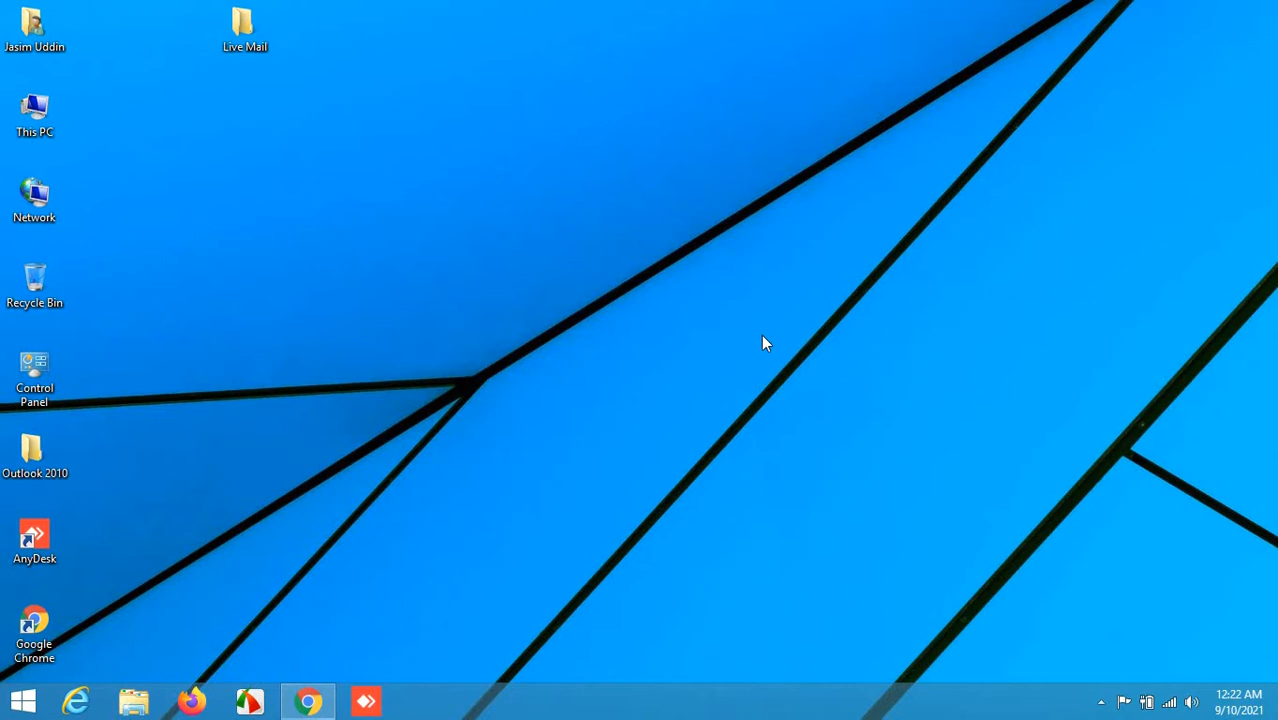 Jasim Uddin
Live Mail
This PC
Network
Recycle Bin
Control
Panel
Outlook 2010
AnyDesk
Google
Chrome
12:22 AM
9/10/2021